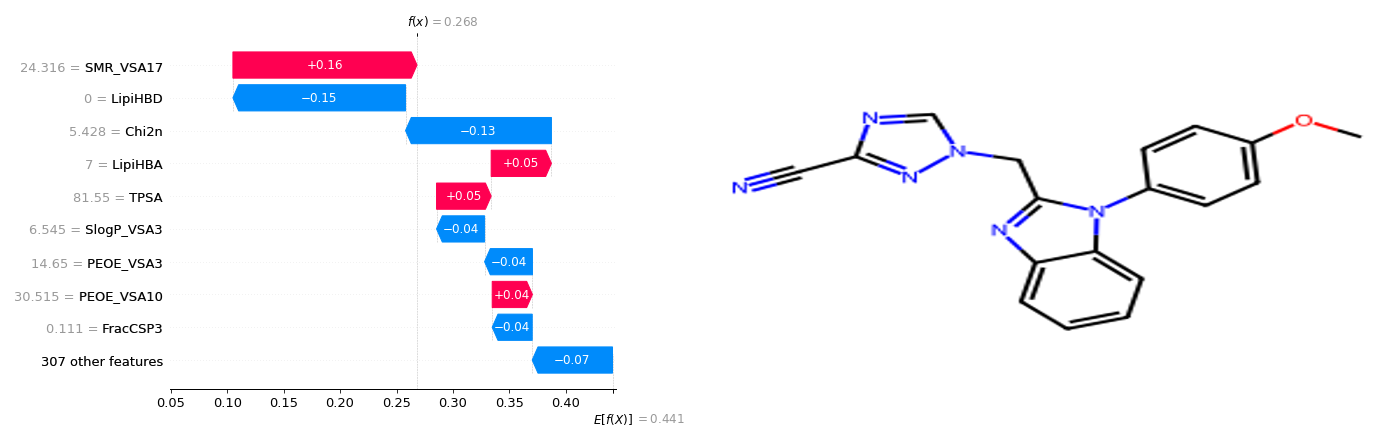 f(x) = 0.268
24.316 = SMR_VSA17
+0.16
0 = LipiHBD
−0.15
5.428 = Chi2n
−0.13
7 = LipiHBA
+0.05
81.55 = TPSA
+0.05
6.545 = SlogP_VSA3
−0.04
14.65 = PEOE_VSA3
−0.04
30.515 = PEOE_VSA10
+0.04
0.111 = FracCSP3
−0.04
307 other features
−0.07
0.05 0.10 0.15 0.20 0.25 0.30 0.35 0.40
E[f(X)] = 0.441
N
N
N
N
O
N
N